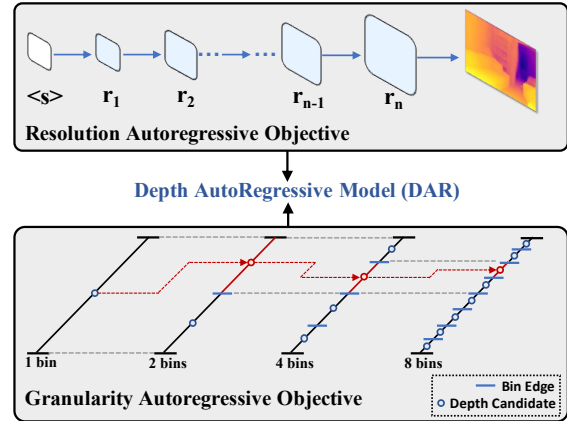 <s> r1 r2 rn-1 rn
Resolution Autoregressive Objective
Depth AutoRegressive Model (DAR)
1 bin 2 bins 4 bins 8 bins
Granularity Autoregressive Objective
Bin Edge
Depth Candidate